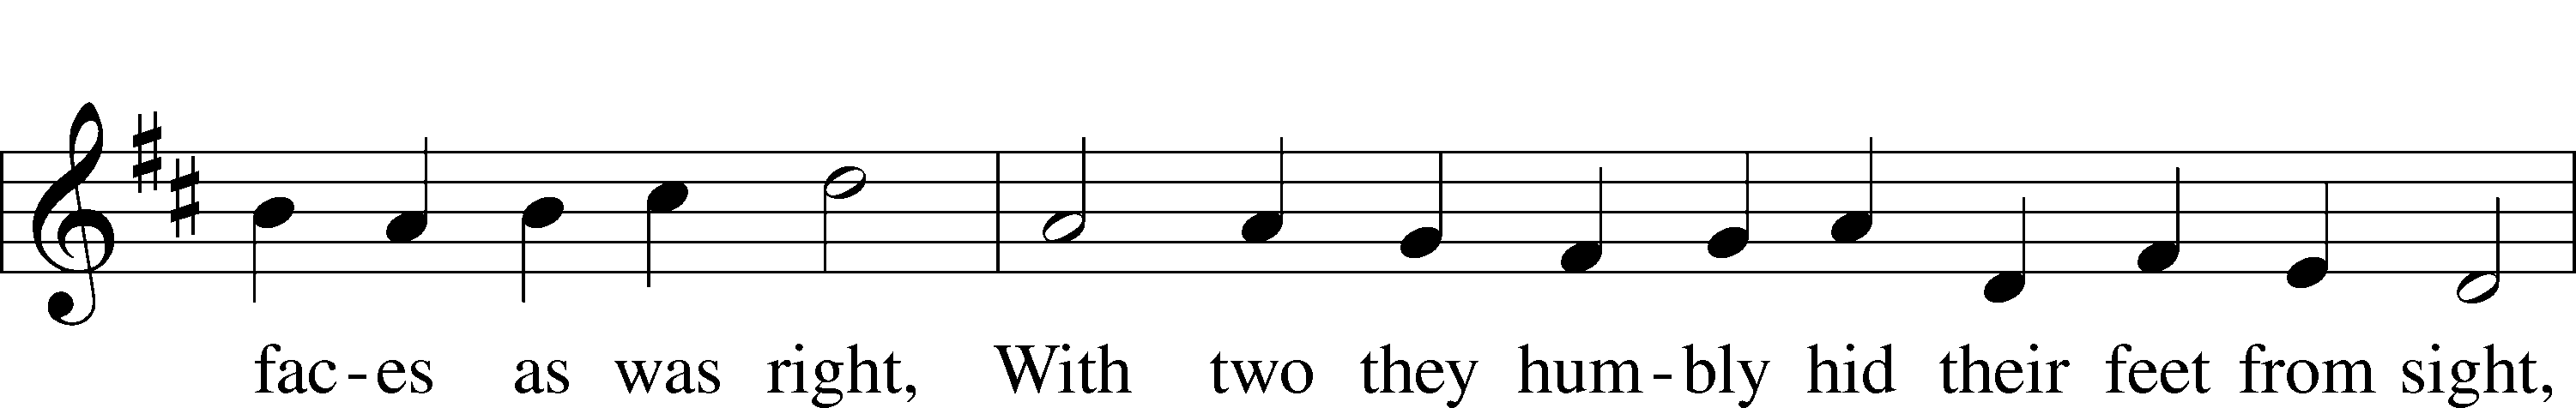 fac-es as was right, With two they hum-bly hid their feet from sight,